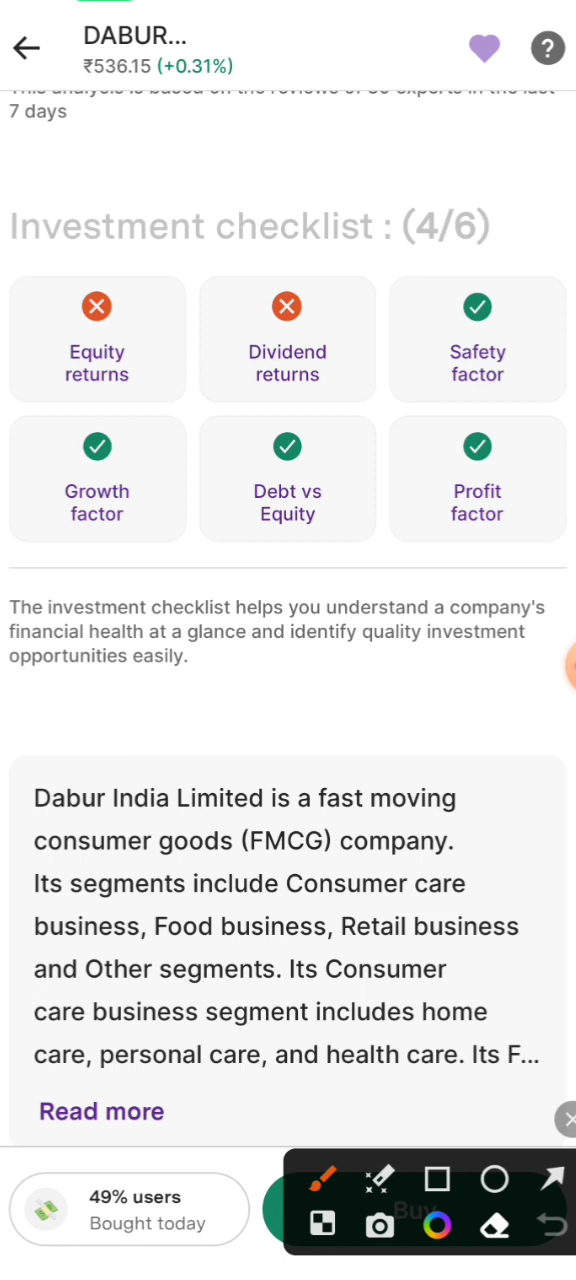 DABUR...
₹536.15 (+0.31%)
7 days
Investment checklist : (4/6)
Equity
returns
Dividend
returns
Safety
factor
Growth
factor
Debt vs
Equity
Profit
factor
The investment checklist helps you understand a company's
financial health at a glance and identify quality investment
opportunities easily.
Dabur India Limited is a fast moving
consumer goods (FMCG) company.
Its segments include Consumer care
business, Food business, Retail business
and Other segments. Its Consumer
care business segment includes home
care, personal care, and health care. Its F...
Read more
49% users
Bought today
Buy